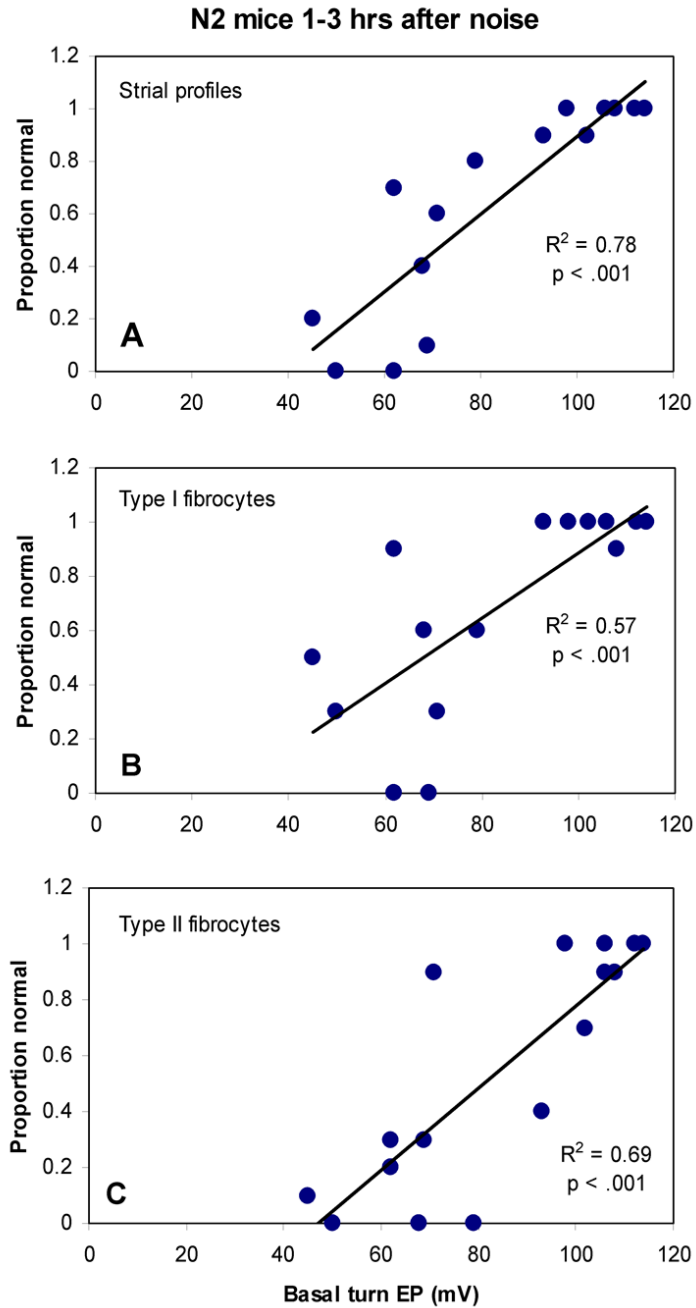 N2 mice 1-3 hrs after noise
1.2
Strial profiles
1
0.8
0.6
R² = 0.78
p < .001
0.4
0.2
A
0
0 20 40 60 80 100 120
Proportion normal
1.2
Type I fibrocytes
1
0.8
0.6
R² = 0.57
p < .001
0.4
0.2
B
0
0 20 40 60 80 100 120
Proportion normal
1.2
Type II fibrocytes
1
0.8
0.6
0.4
R² = 0.69
p < .001
0.2
C
0
0 20 40 60 80 100 120
Proportion normal
Basal turn EP (mV)